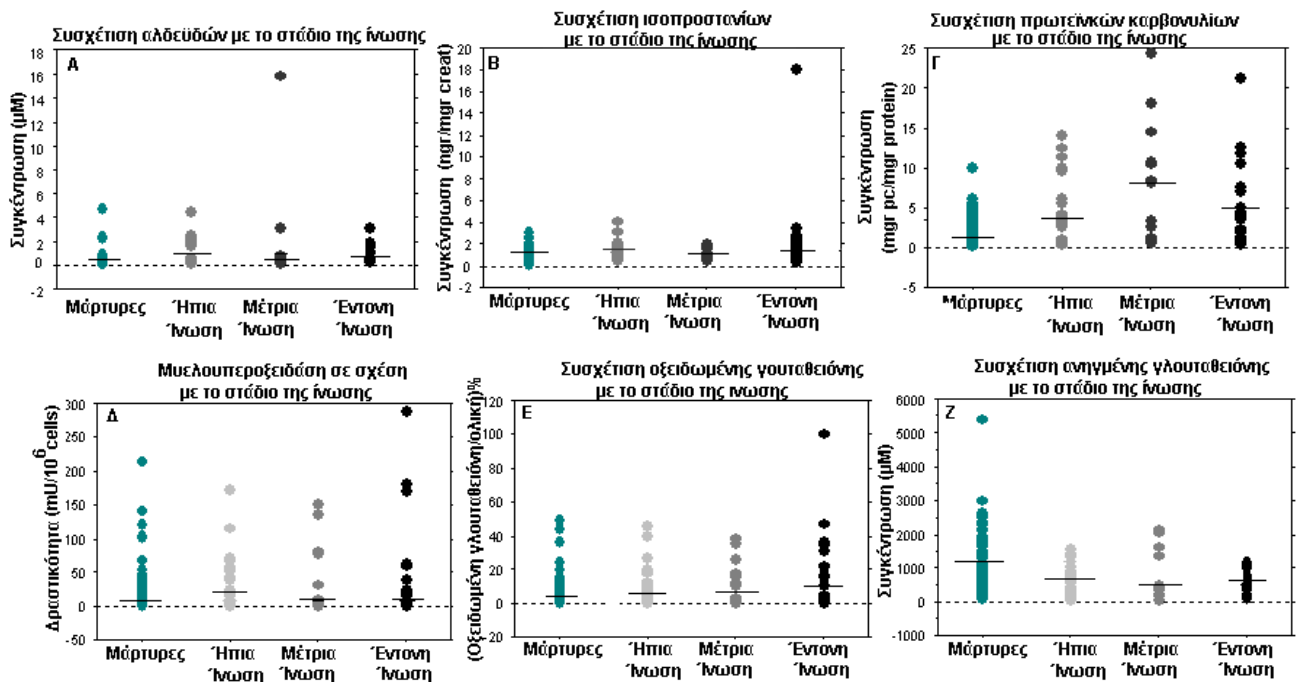 Συσχέτιση αλδεϋδών με το στάδιο της ίνωσης
Α
Συγκέντρωση (μM)
18
16
14
12
10
8
6
4
2
0
-2
Μάρτυρες
Ήπια Ίνωση
Μέτρια Ίνωση
Έντονη Ίνωση
Συσχέτιση ισοπροστανίων
με το στάδιο της ίνωσης
Β
Συγκέντρωση (ngr/mgr creat)
20
18
16
14
12
10
8
6
4
2
0
-2
Μάρτυρες
Ήπια Ίνωση
Μέτρια Ίνωση
Έντονη Ίνωση
Συσχέτιση πρωτεϊνκών καρβονυλίων
με το στάδιο της ίνωσης
Γ
Συγκέντρωση
(mgr pc/mgr protein)
25
20
15
10
5
0
-5
Μάρτυρες
Ήπια Ίνωση
Μέτρια Ίνωση
Έντονη Ίνωση
Μυελουπεροξειδάση σε σχέση
με το στάδιο της ίνωσης
Δ
Δραστικότητα (mU/10^6 cells)
300
250
200
150
100
50
0
-50
Μάρτυρες
Ήπια Ίνωση
Μέτρια Ίνωση
Έντονη Ίνωση
Συσχέτιση οξειδωμένης γουταθειόνης
με το στάδιο της ίνωσης
Ε
(Οξειδωμένη γλουταθειόνη/ολική)%
120
100
80
60
40
20
0
20
Μάρτυρες
Ήπια Ίνωση
Μέτρια Ίνωση
Έντονη Ίνωση
Συσχέτιση ανηγμένης γλουταθειόνης
με το στάδιο της ίνωσης
Ζ
Συγκέντρωση (μM)
6000
5000
4000
3000
2000
1000
0
-1000
Μάρτυρες
Ήπια Ίνωση
Μέτρια Ίνωση
Έντονη Ίνωση